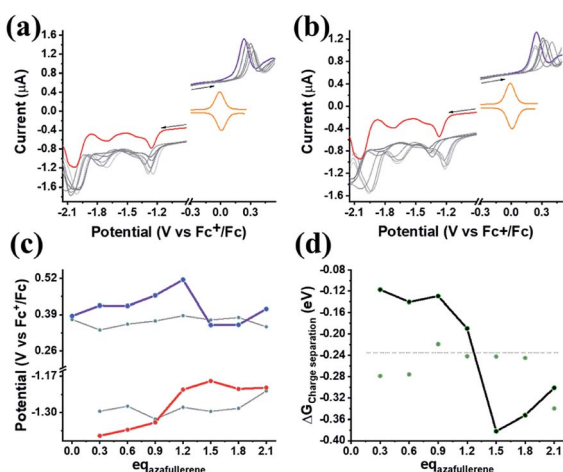 (a)
(b)
Current (μA)
1.6
1.2
0.8
0.4
0.0
-0.4
-0.8
-1.2
-1.6
-2.1 -1.8 -1.5 -1.2 -0.3 0.0 0.3
Potential (V vs Fc⁺/Fc)
Current (μA)
1.6
1.2
0.8
0.4
0.0
-0.4
-0.8
-1.2
-1.6
-2.1 -1.8 -1.5 -1.2 -0.3 0.0 0.3
Potential (V vs Fc+/Fc)
(c)
(d)
Potential (V vs Fc⁺/Fc)
0.52
0.39
0.26
-1.17
-1.30
0.0 0.3 0.6 0.9 1.2 1.5 1.8 2.1
eq_azafullerene
ΔG_Charge separation (eV)
-0.08
-0.12
-0.16
-0.20
-0.24
-0.28
-0.32
-0.36
-0.40
0.0 0.3 0.6 0.9 1.2 1.5 1.8 2.1
eq_azafullerene